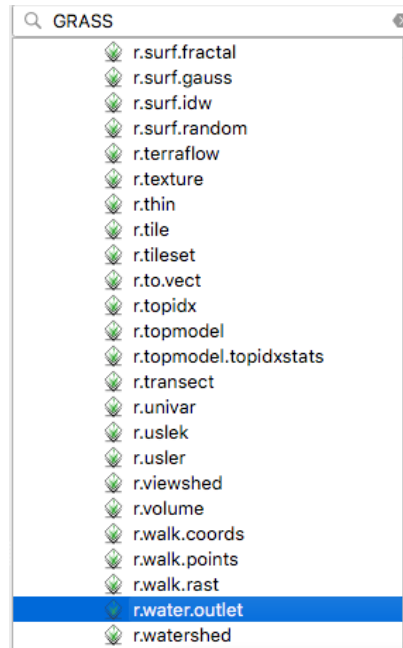 GRASS
r.surf.fractal
r.surf.gauss
r.surf.idw
r.surf.random
r.terraflow
r.texture
r.thin
r.tile
r.tileset
r.to.vect
r.topidx
r.topmodel
r.topmodel.topidxstats
r.transect
r.univar
r.uslek
r.usler
r.viewshed
r.volume
r.walk.coords
r.walk.points
r.walk.rast
r.water.outlet
r.watershed